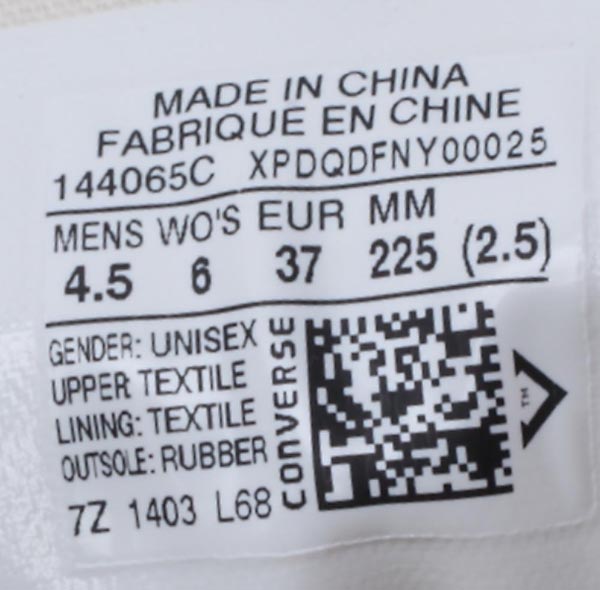 MADE IN CHINA
FABRIQUE EN CHINE
144065C XPDQDFNY00025
MENS WO'S EUR MM
4.5 6 37 225 (2.5)
GENDER: UNISEX
UPPER TEXTILE
LINING: TEXTILE
OUTSOLE: RUBBER
7Z 1403 L68
CONVERSE
TM